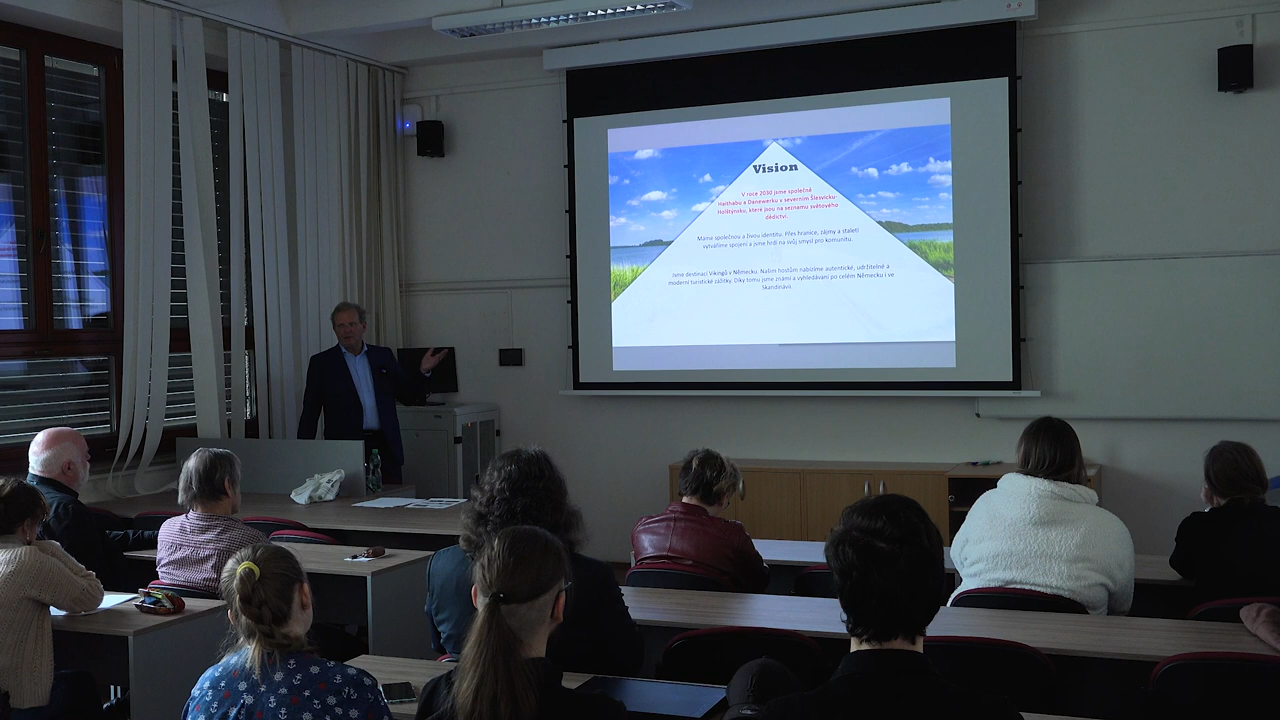 Vision
V roce 2030 jsme společně
Haithabu a Danewerku v severním Šlesvicku-
Holštýnsku, které jsou na seznamu světového
dědictví.
Máme společnou a živou identitu. Přes hranice, zájmy a staletí
vytváříme spojení a jsme hrdí na svůj smysl pro komunitu.
Jsme destinací Vikingů v Německu. Našim hostům nabízíme autentické, udržitelné a
moderní turistické zážitky. Díky tomu jsme známí a vyhledávaní po celém Německu i ve
Skandinávii.